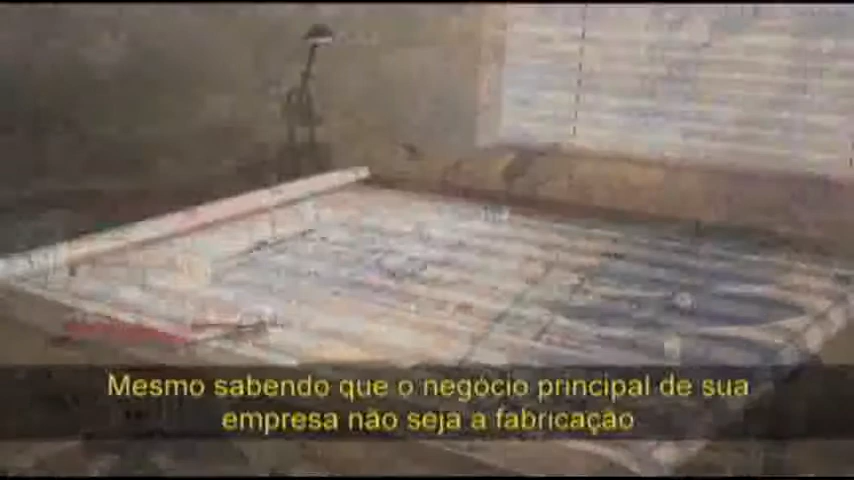 Mesmo sabendo que o negócio principal de sua
empresa não seja a fabricação